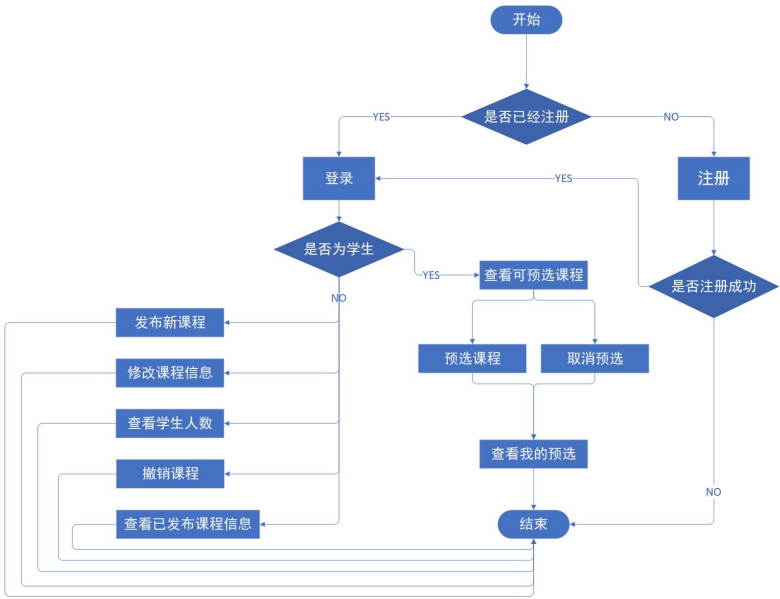 开始
是否已经注册
YES
NO
登录
YES
注册
是否为学生
YES
查看可预选课程
是否注册成功
NO
发布新课程
预选课程
取消预选
修改课程信息
查看学生人数
查看我的预选
撤销课程
NO
查看已发布课程信息
结束